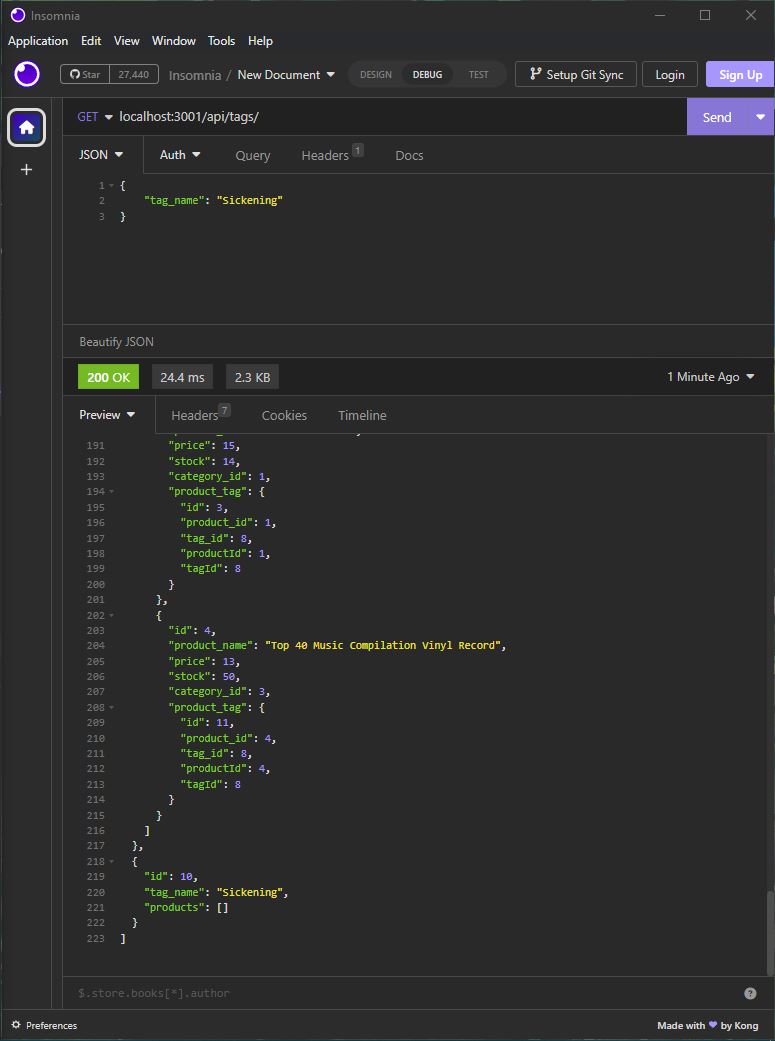 Insomnia
Application Edit View Window Tools Help
Star 27,440 Insomnia / New Document DESIGN DEBUG TEST Setup Git Sync Login Sign Up
GET localhost:3001/api/tags/ Send
JSON Auth Query Headers 1 Docs
1 {
2 "tag_name": "Sickening"
3 }
Beautify JSON
200 OK 24.4 ms 2.3 KB 1 Minute Ago
Preview Headers 7 Cookies Timeline
191 "price": 15,
192 "stock": 14,
193 "category_id": 1,
194 "product_tag": {
195 "id": 3,
196 "product_id": 1,
197 "tag_id": 8,
198 "productId": 1,
199 "tagId": 8
200 }
201 },
202 {
203 "id": 4,
204 "product_name": "Top 40 Music Compilation Vinyl Record",
205 "price": 13,
206 "stock": 50,
207 "category_id": 3,
208 "product_tag": {
209 "id": 11,
210 "product_id": 4,
211 "tag_id": 8,
212 "productId": 4,
213 "tagId": 8
214 }
215 }
216 ]
217 },
218 {
219 "id": 10,
220 "tag_name": "Sickening",
221 "products": []
222 }
223 ]
$.store.books[*].author
Preferences Made with by Kong